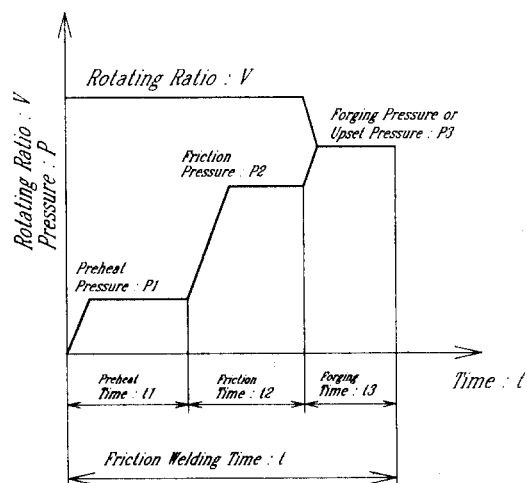 Rotating Ratio : V
Forging Pressure or
Upset Pressure : P3
Friction
Pressure : P2
Rotating Ratio : V
Pressure : P
Preheat
Pressure : P1
Preheat
Time : t1
Friction
Time : t2
Forging
Time : t3
Time : t
Friction Welding Time : t